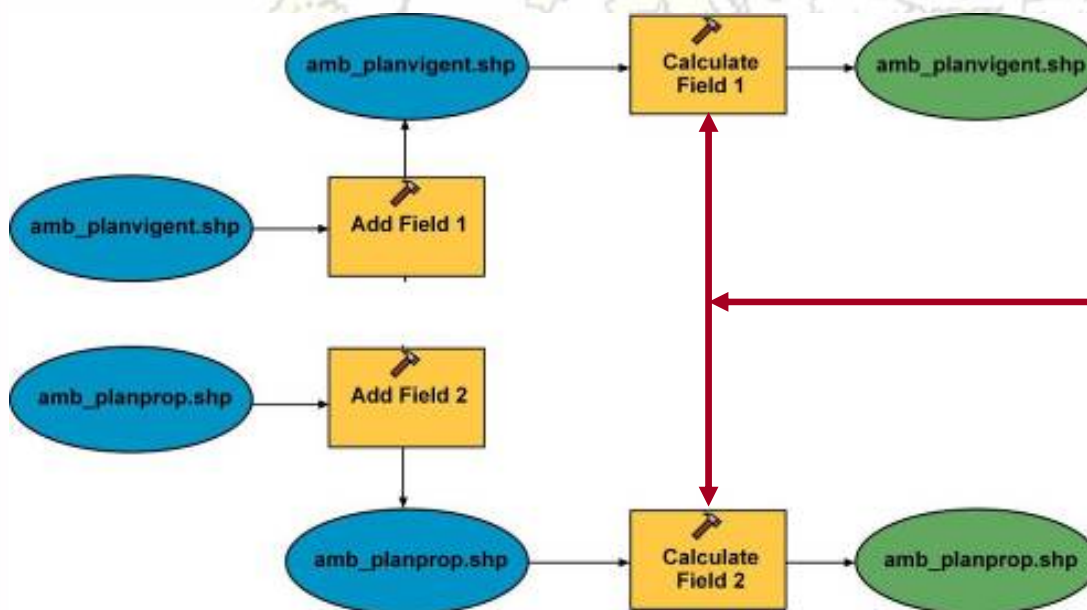 amb_planvigent.shp
Calculate
Field 1
amb_planvigent.shp
amb_planvigent.shp
Add Field 1
amb_planprop.shp
Add Field 2
amb_planprop.shp
Calculate
Field 2
amb_planprop.shp